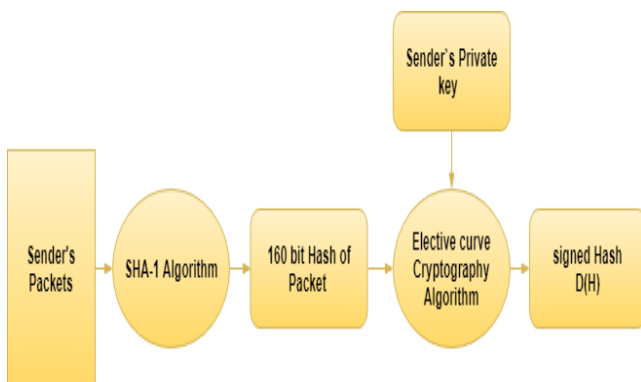 Sender`s Private
key
Sender's
Packets
SHA-1 Algorithm
160 bit Hash of
Packet
Elective curve
Cryptography
Algorithm
signed Hash
D(H)